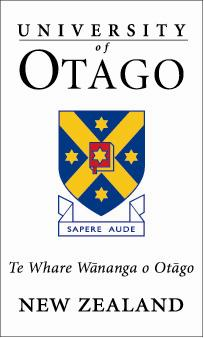 UNIVERSITY
of
OTAGO
SAPERE AUDE
Te Whare Wānanga o Otāgo
NEW ZEALAND